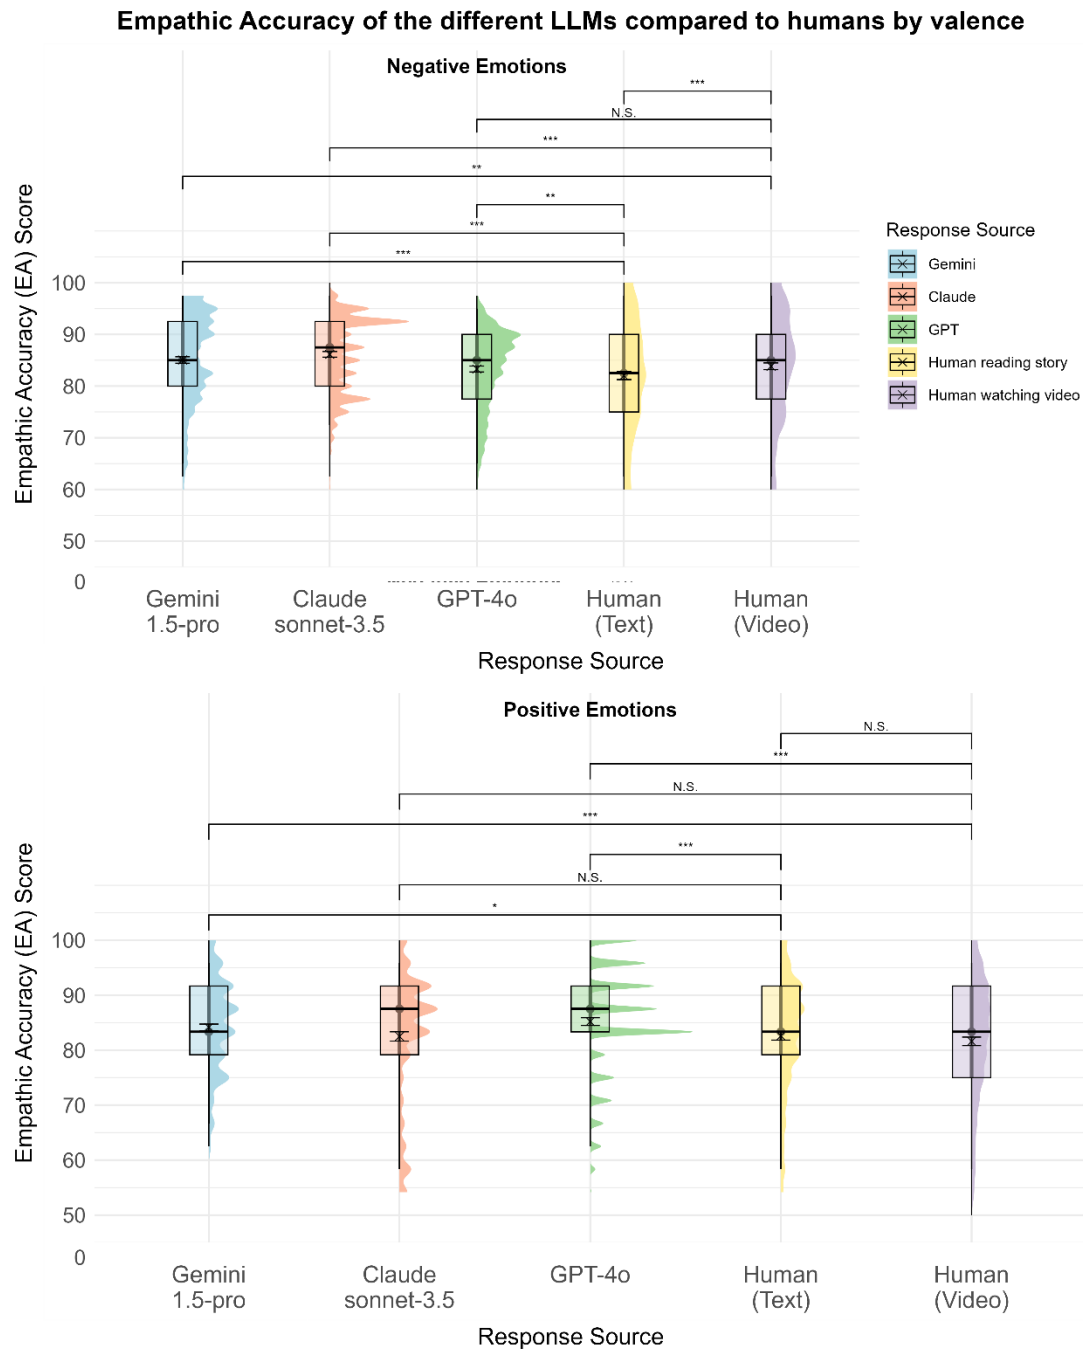 Empathic Accuracy of the different LLMs compared to humans by valence
Negative Emotions
***
N.S.
***
**
**
***
***
Empathic Accuracy (EA) Score
100
90
80
70
60
50
0
Gemini
1.5-pro
Claude
sonnet-3.5
GPT-4o
Human
(Text)
Human
(Video)
Response Source
Response Source
Gemini
Claude
GPT
Human reading story
Human watching video
Positive Emotions
N.S.
***
N.S.
***
***
N.S.
*
Empathic Accuracy (EA) Score
100
90
80
70
60
50
0
Gemini
1.5-pro
Claude
sonnet-3.5
GPT-4o
Human
(Text)
Human
(Video)
Response Source